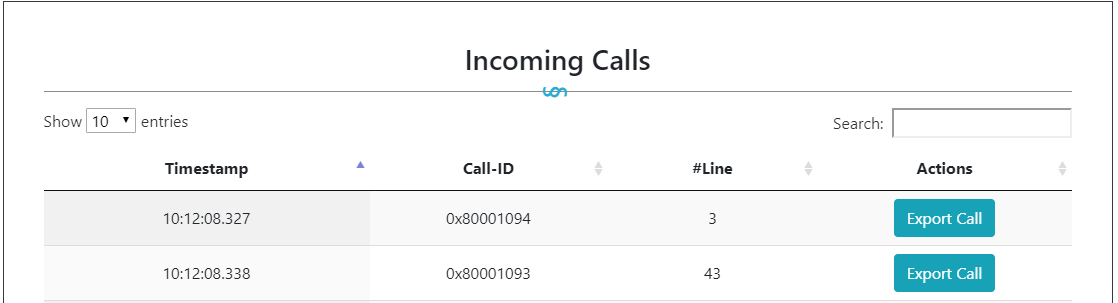 Incoming Calls
§
Show 10 entries
Search:
Timestamp Call-ID #Line Actions
10:12:08.327 0x80001094 3 Export Call
10:12:08.338 0x80001093 43 Export Call